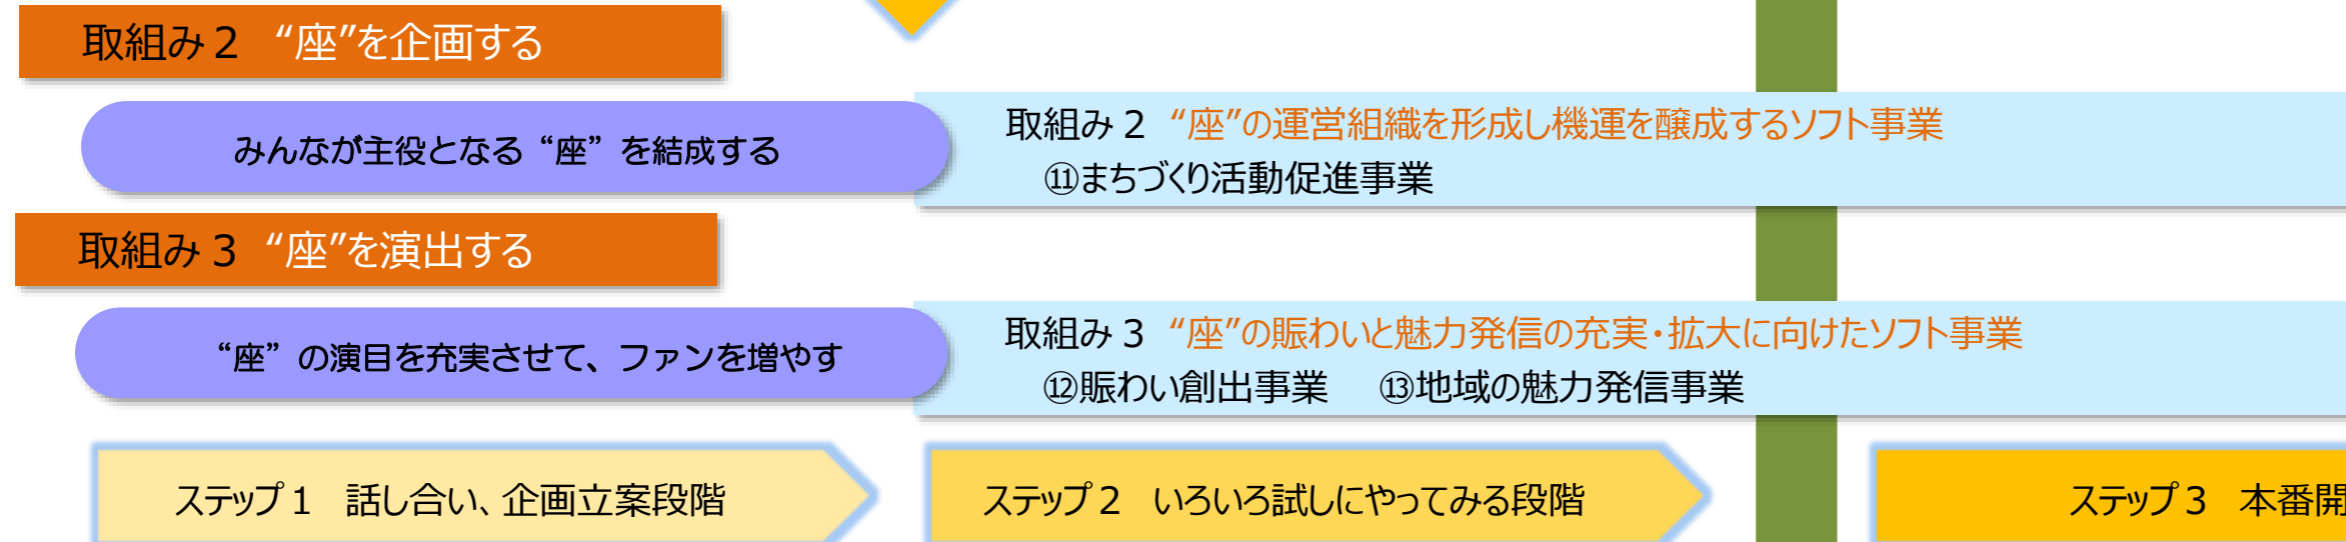 取組み２　“座”を企画する
みんなが主役となる“座”を結成する
取組み２　“座”の運営組織を形成し機運を醸成するソフト事業
⑪まちづくり活動促進事業
取組み３　“座”を演出する
“座”の演目を充実させて、ファンを増やす
取組み３　“座”の賑わいと魅力発信の充実・拡大に向けたソフト事業
⑫賑わい創出事業　⑬地域の魅力発信事業
ステップ１　話し合い、企画立案段階
ステップ２　いろいろ試しにやってみる段階
ステップ３　本番開